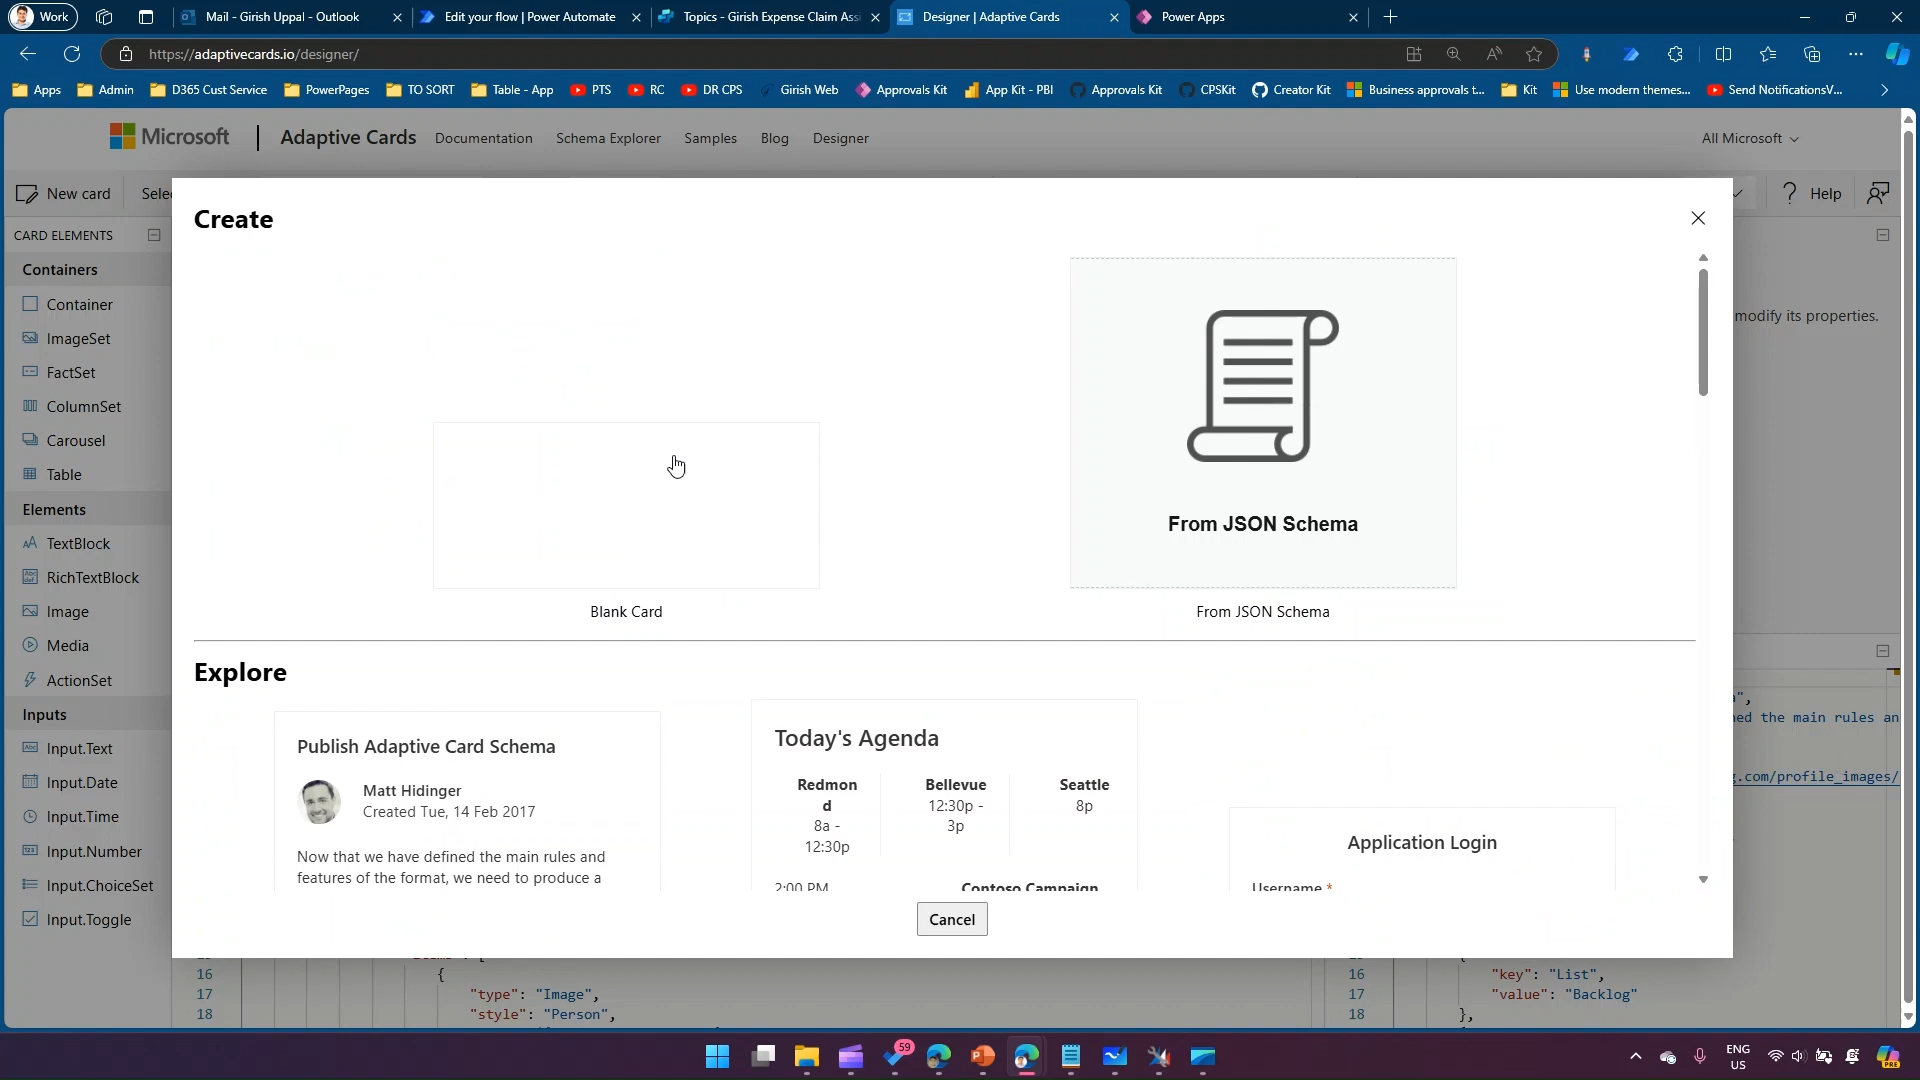 Work
Mail - Girish Uppal - Outlook
Edit your flow | Power Automate
Topics - Girish Expense Claim Assi
Designer | Adaptive Cards
Power Apps
https://adaptivecards.io/designer/
Apps
Admin
D365 Cust Service
PowerPages
TO SORT
Table - App
PTS
RC
DR CPS
Girish Web
Approvals Kit
App Kit - PBI
Approvals Kit
CPSKit
Creator Kit
Business approvals t...
Kit
Use modern themes...
Send NotificationsV...
Microsoft
Adaptive Cards
Documentation
Schema Explorer
Samples
Blog
Designer
All Microsoft
New card
Sele
Help
Create
CARD ELEMENTS
Containers
Container
ImageSet
FactSet
ColumnSet
Carousel
Table
Elements
TextBlock
RichTextBlock
Image
Media
ActionSet
Inputs
Input.Text
Input.Date
Input.Time
Input.Number
Input.ChoiceSet
Input.Toggle
modify its properties.
From JSON Schema
Blank Card
From JSON Schema
Explore
Publish Adaptive Card Schema
Matt Hidinger
Created Tue, 14 Feb 2017
Now that we have defined the main rules and
features of the format, we need to produce a
Today's Agenda
Redmon
d
8a -
12:30p
Bellevue
12:30p -
3p
Seattle
8p
2:00 PM
Contoso Campaign
Application Login
Username *
ed the main rules an
g.com/profile_images/
Cancel
16 {
17 "type": "Image",
18 "style": "Person",
16 "key": "List",
17 "value": "Backlog"
18 },
59
ENG
US
PRE